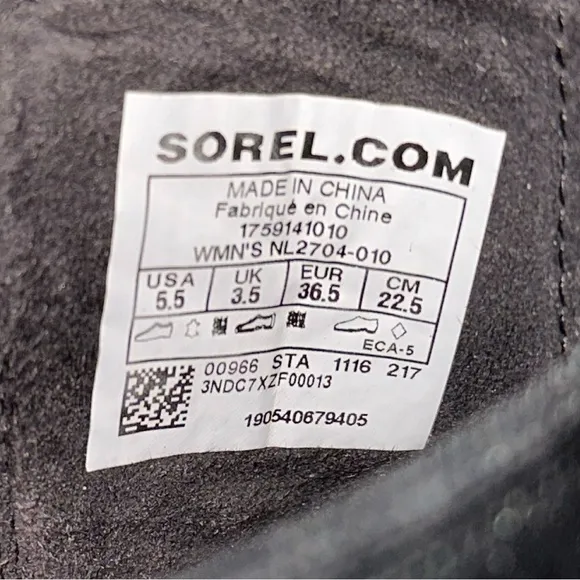 SOREL.COM
MADE IN CHINA
Fabriqué en Chine
1759141010
WMN'S NL2704-010
USA UK EUR CM
5.5 3.5 36.5 22.5
ECA-5
00966 STA 1116 217
3NDC7XZF00013
190540679405